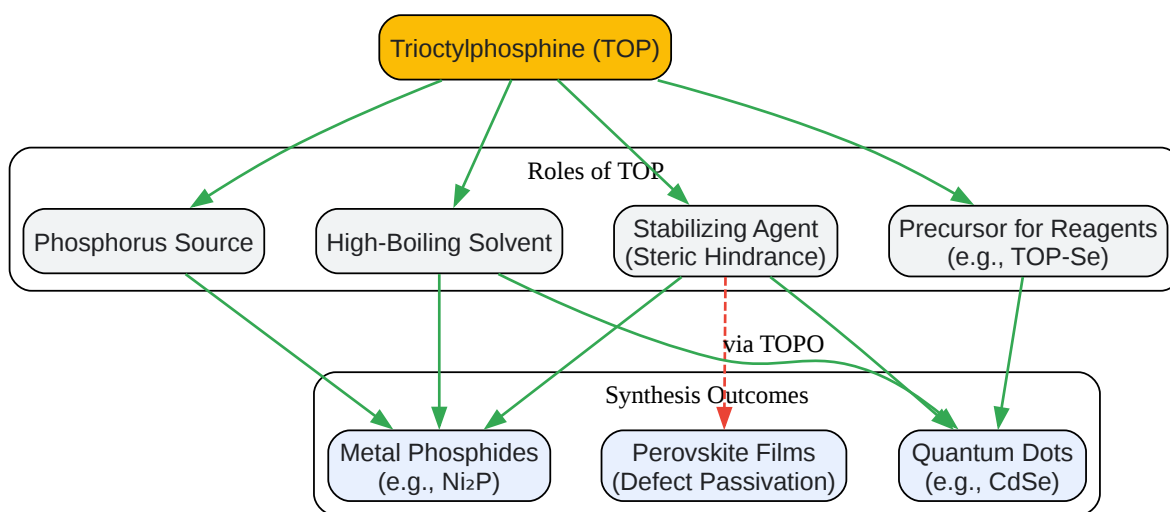 Trioctylphosphine (TOP)
Roles of TOP
Phosphorus Source
High-Boiling Solvent
Stabilizing Agent
(Steric Hindrance)
Precursor for Reagents
(e.g., TOP-Se)
via TOPO
Synthesis Outcomes
Metal Phosphides
(e.g., Ni₂P)
Perovskite Films
(Defect Passivation)
Quantum Dots
(e.g., CdSe)